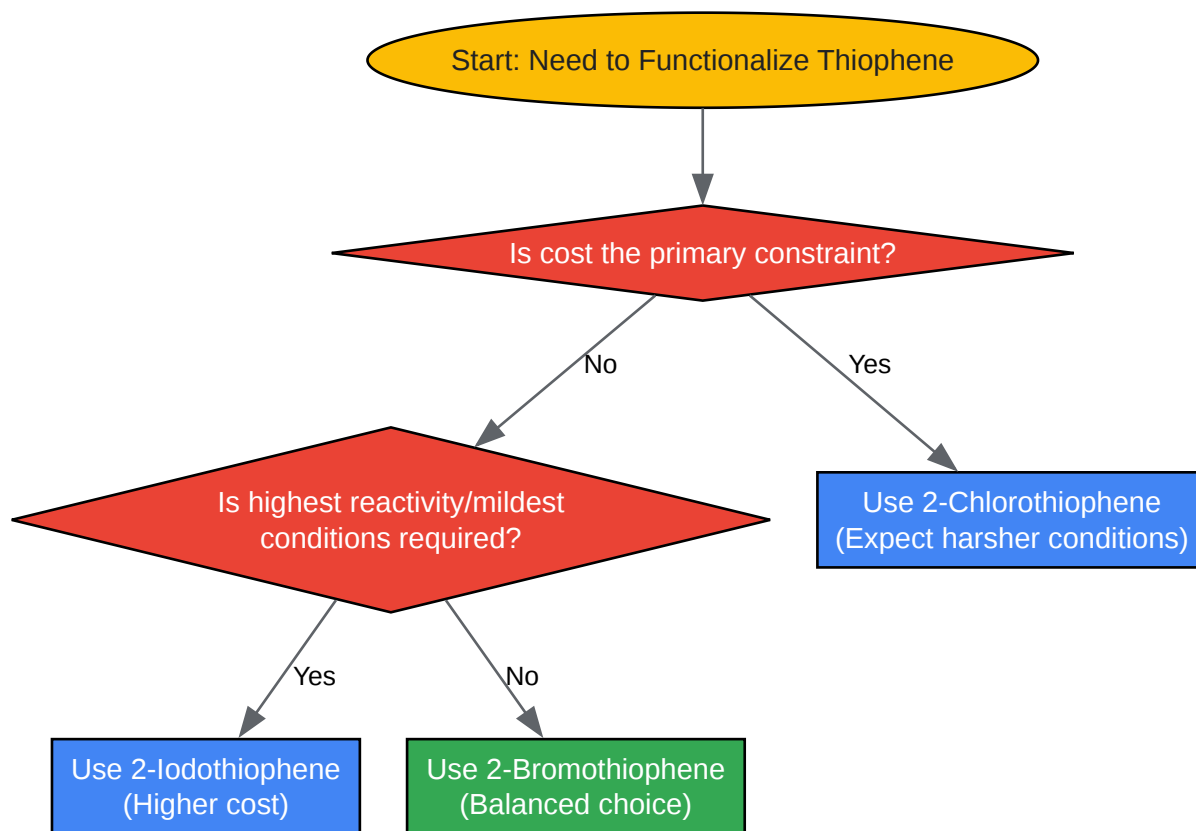 Start: Need to Functionalize Thiophene
Is cost the primary constraint?
No
Yes
Is highest reactivity/mildest
conditions required?
Use 2-Chlorothiophene
(Expect harsher conditions)
Yes
No
Use 2-Iodothiophene
(Higher cost)
Use 2-Bromothiophene
(Balanced choice)